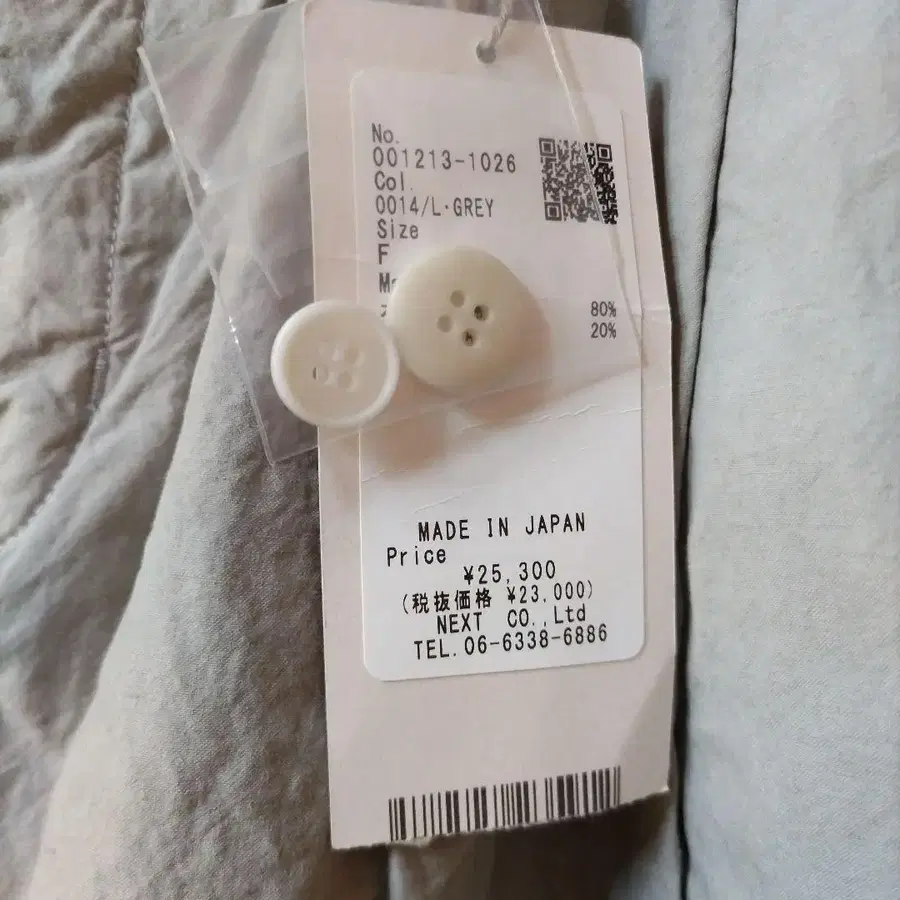 No.
001213-1026
Col.
0014/L·GREY
Size
F
80%
20%
MADE IN JAPAN
Price
¥25,300
(税抜価格 ¥23,000)
NEXT CO.,Ltd
TEL.06-6338-6886